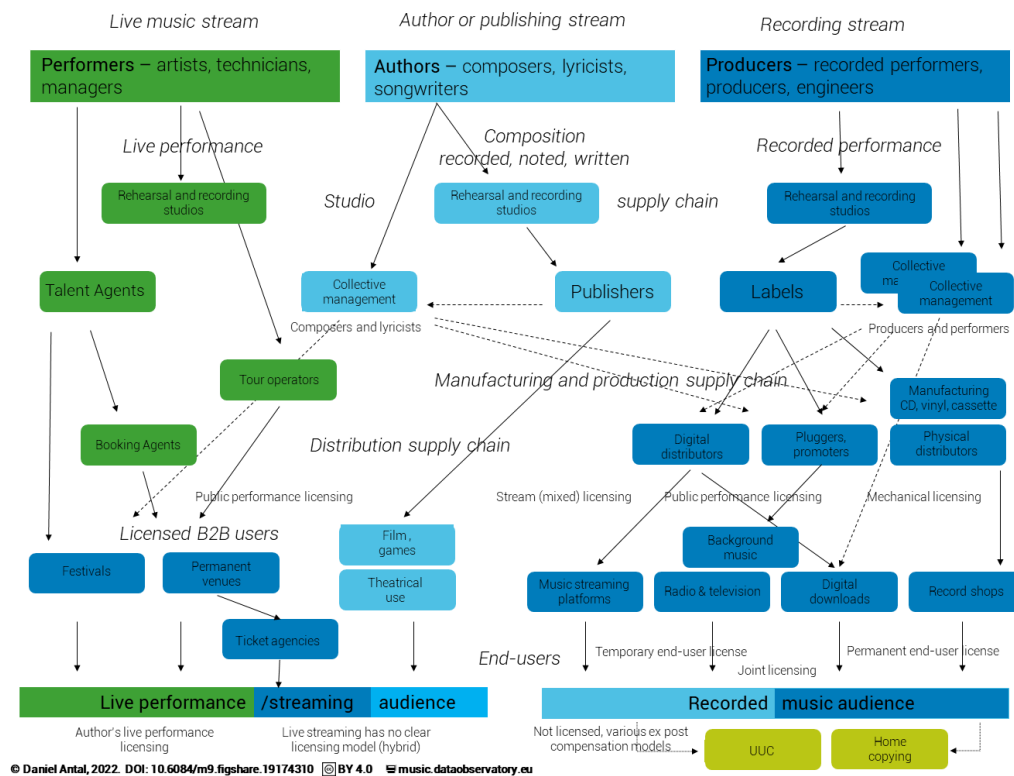 Live music stream
Author or publishing stream
Recording stream
Performers – artists, technicians,
managers
Authors – composers, lyricists,
songwriters
Producers – recorded performers,
producers, engineers
Live performance
Composition
recorded, noted, written
Recorded performance
Rehearsal and recording
studios
Studio
Rehearsal and recording
studios
supply chain
Rehearsal and recording
studios
Talent Agents
Collective
management
Publishers
Labels
Collective
Collective
management
Composers and lyricists
Producers and performers
Tour operators
Manufacturing and production supply chain
Manufacturing
CD, vinyl, cassette
Booking Agents
Distribution supply chain
Digital
distributors
Pluggers,
promoters
Physical
distributors
Public performance licensing
Stream (mixed) licensing
Public performance licensing
Mechanical licensing
Licensed B2B users
Film ,
games
Background
music
Festivals
Permanent
venues
Theatrical
use
Music streaming
platforms
Radio & television
Digital
downloads
Record shops
Ticket agencies
End-users
Temporary end-user license
Permanent end-user license
Joint licensing
Live performance /streaming audience
Recorded music audience
Author's live performance
licensing
Live streaming has no clear
licensing model (hybrid)
Not licensed, various ex post
compensation models
UUC
Home
copying
© Daniel Antal, 2022. DOI: 10.6084/m9.figshare.19174310 BY 4.0 music.dataobservatory.eu